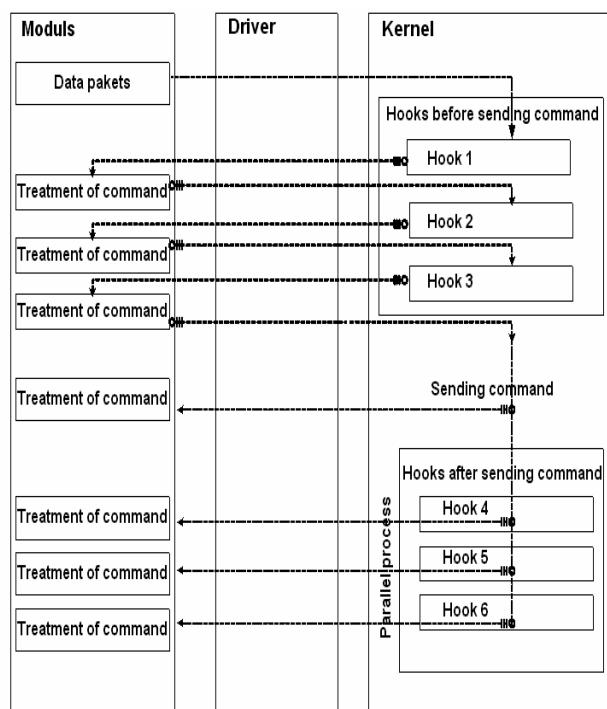 Moduls
Driver
Kernel
Data pakets
Hooks before sending command
Hook 1
Treatment of command
Hook 2
Treatment of command
Hook 3
Treatment of command
Sending command
Treatment of command
Hooks after sending command
Parallel process
Hook 4
Treatment of command
Hook 5
Treatment of command
Hook 6
Treatment of command